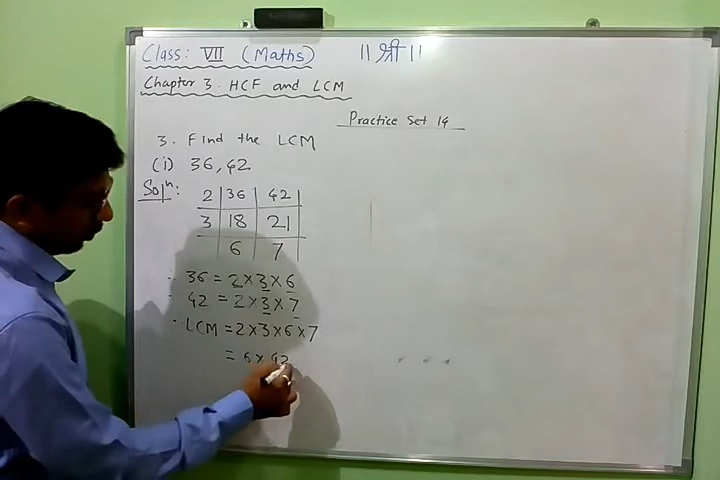 Class: VII (Maths) || श्री ||
Chapter 3. HCF and LCM
Practice Set 14
3. Find the LCM
(i) 36, 42
Solⁿ:
2 | 36 | 42 |
3 | 18 | 21 |
6 | 7
∴ 36 = 2×3×6
∴ 42 = 2×3×7
∴ LCM = 2×3×6×7
= 6×42